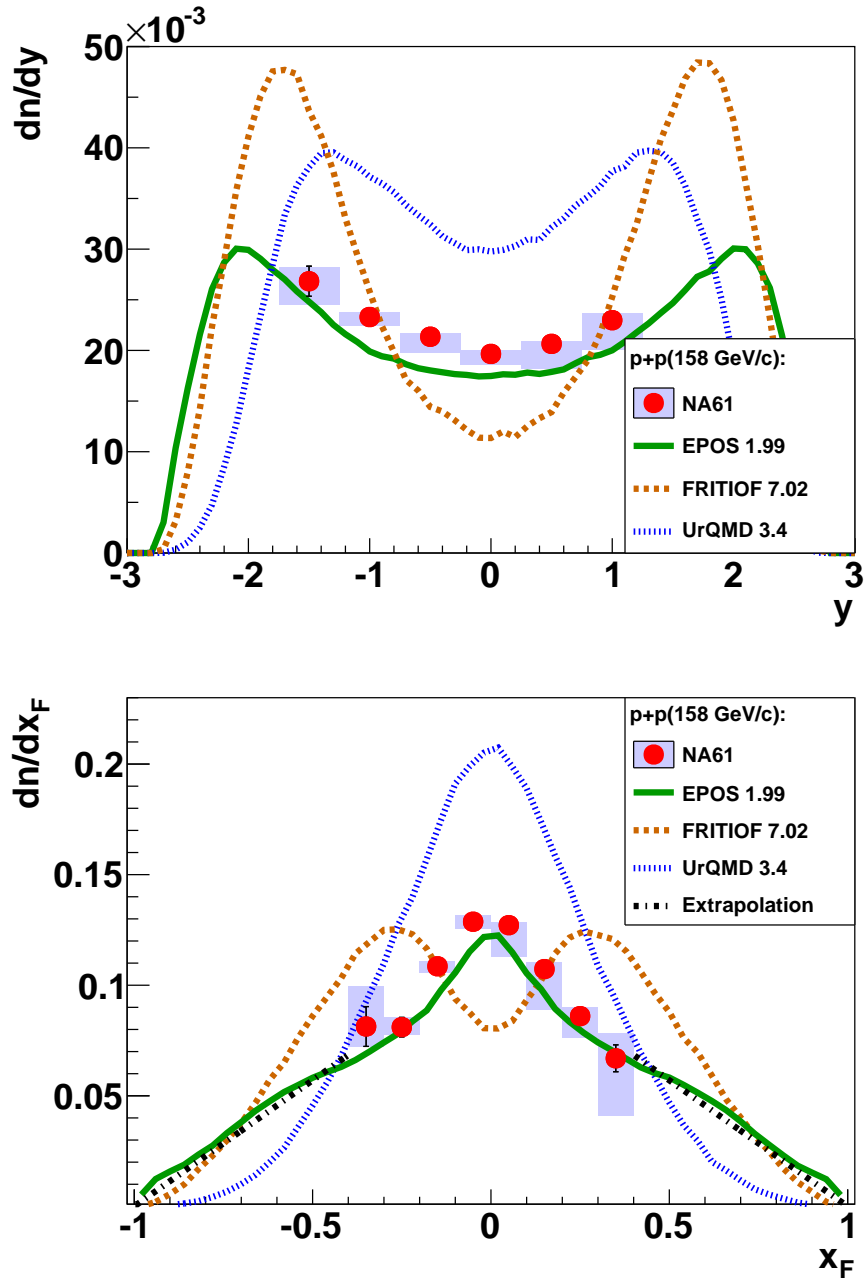 ×10⁻³
dn/dy
50
40
30
20
10
0
-3 -2 -1 0 1 2 3
y
p+p(158 GeV/c):
NA61
EPOS 1.99
FRITIOF 7.02
UrQMD 3.4
dn/dx_F
0.2
0.15
0.1
0.05
-1 -0.5 0 0.5 1
x_F
p+p(158 GeV/c):
NA61
EPOS 1.99
FRITIOF 7.02
UrQMD 3.4
Extrapolation